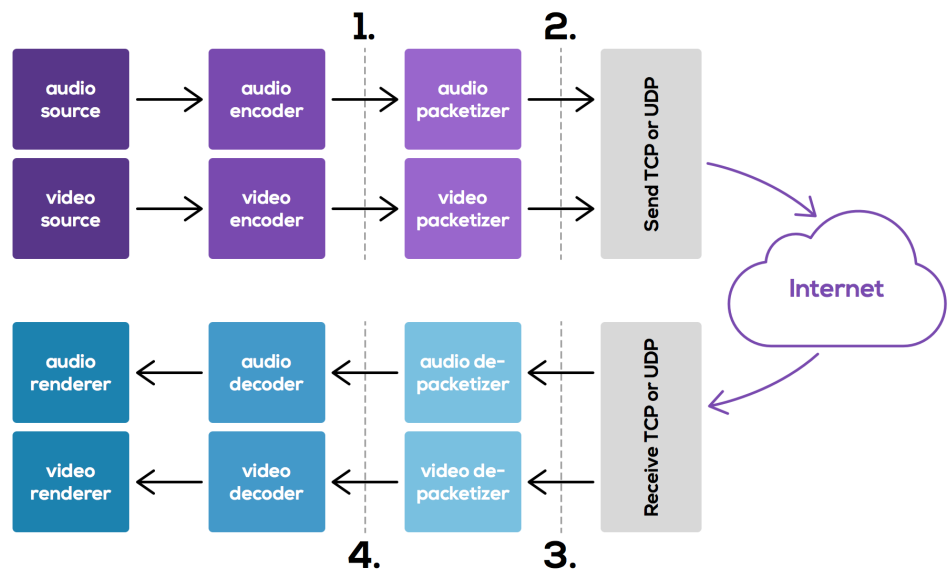 1.
2.
audio
source
audio
encoder
audio
packetizer
Send TCP or UDP
video
source
video
encoder
video
packetizer
Internet
audio
renderer
audio
decoder
audio de-
packetizer
Receive TCP or UDP
video
renderer
video
decoder
video de-
packetizer
4.
3.